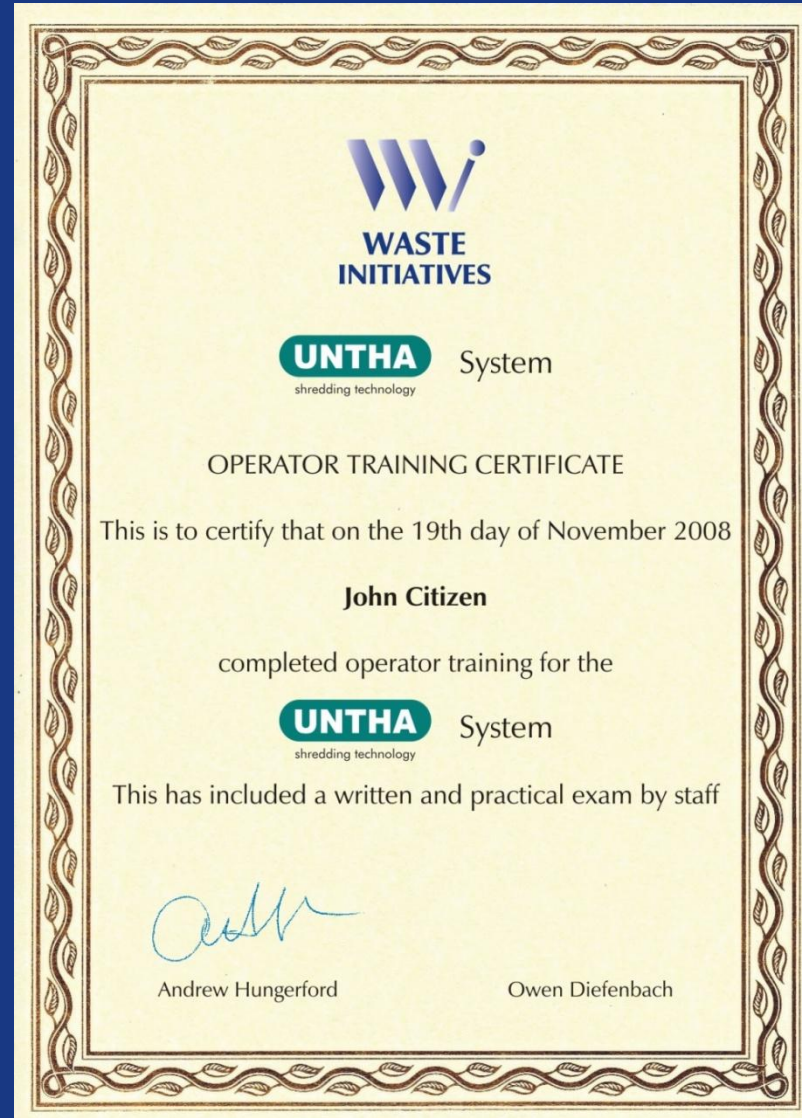 WASTE
INITIATIVES
UNTHA System
shredding technology
OPERATOR TRAINING CERTIFICATE
This is to certify that on the 19th day of November 2008
John Citizen
completed operator training for the
UNTHA System
shredding technology
This has included a written and practical exam by staff
Andrew Hungerford Owen Diefenbach